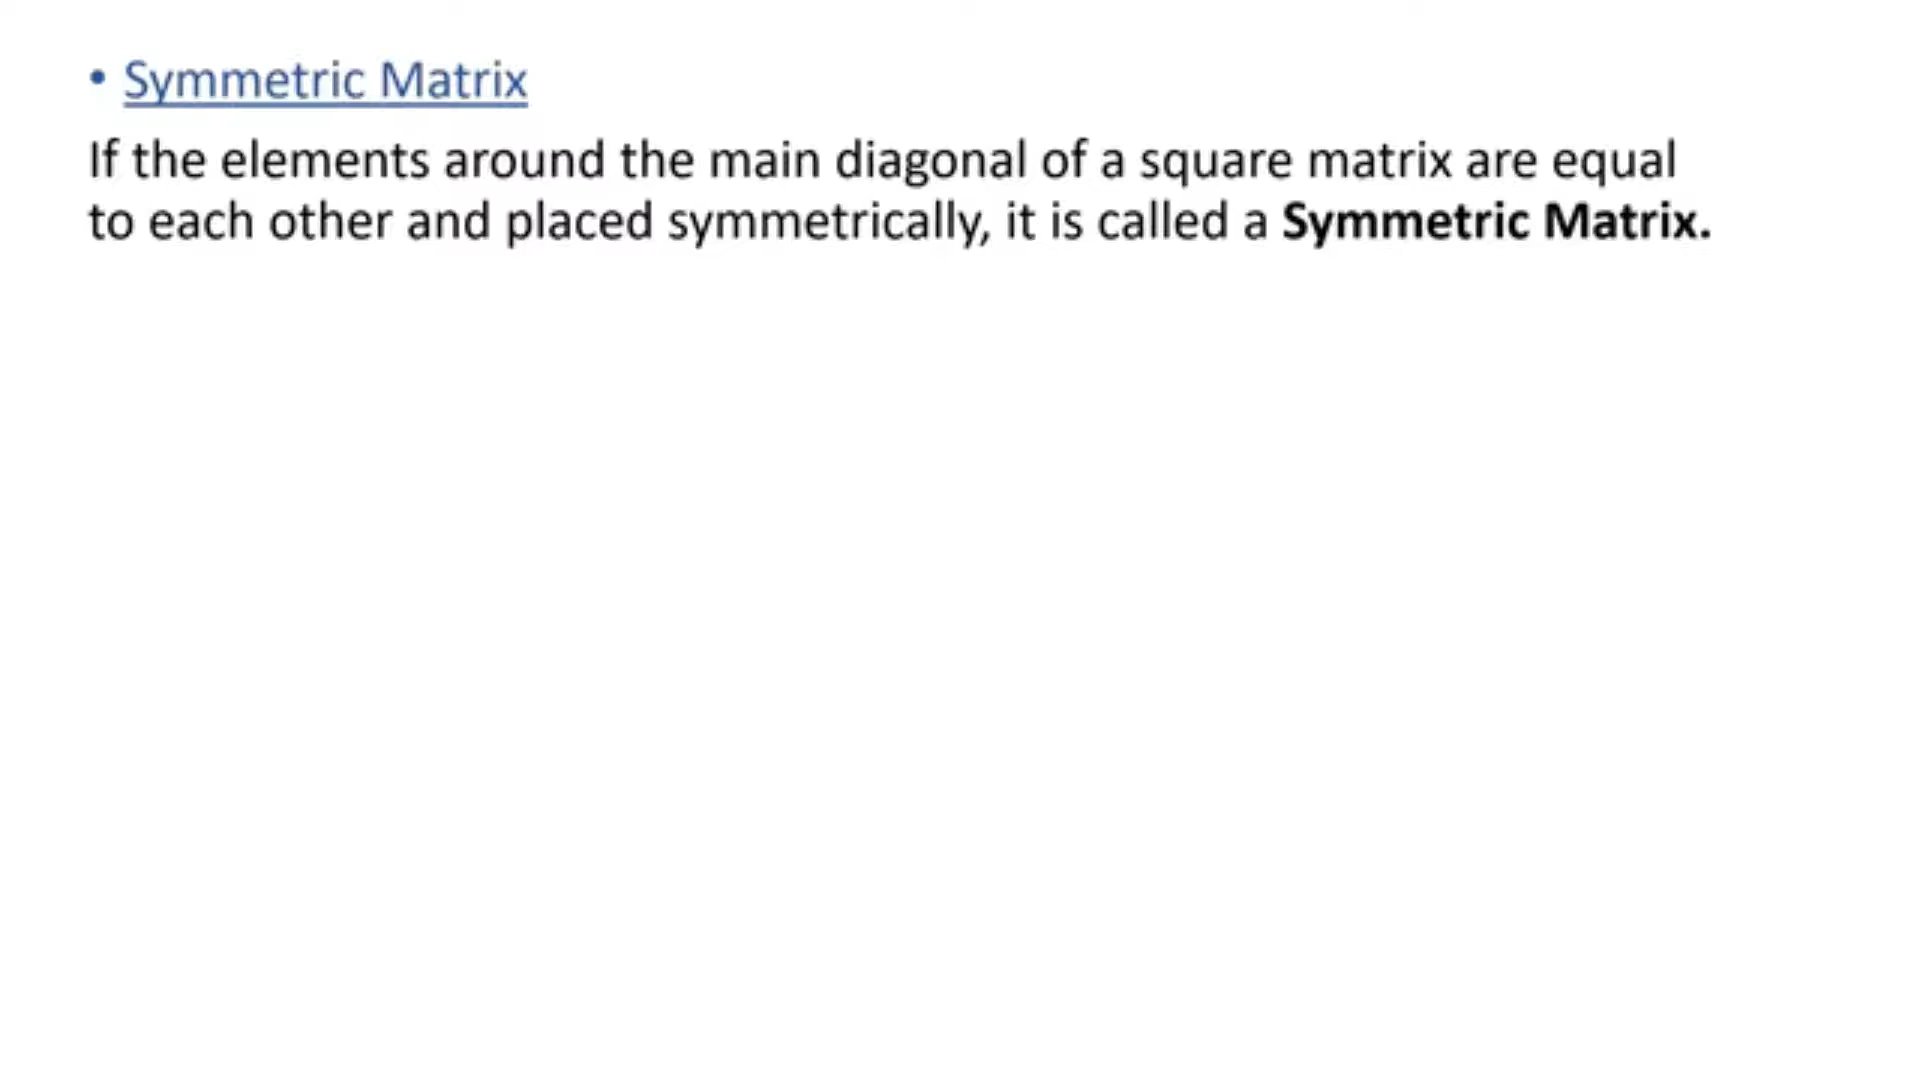 • Symmetric Matrix
If the elements around the main diagonal of a square matrix are equal
to each other and placed symmetrically, it is called a Symmetric Matrix.